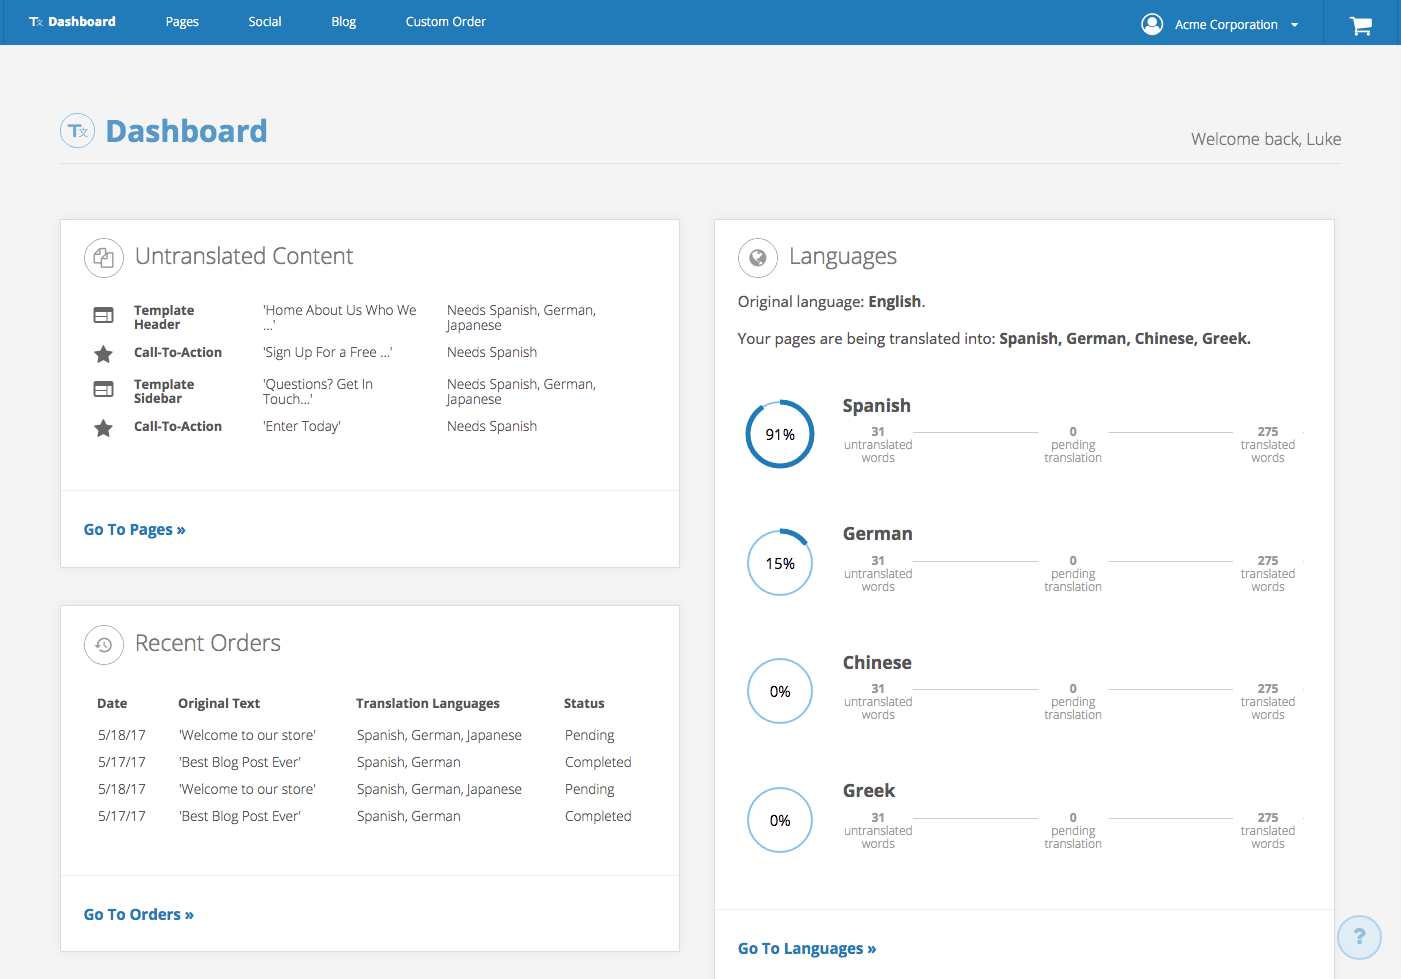 Dashboard Pages Social Blog Custom Order Acme Corporation
Dashboard
Welcome back, Luke
Untranslated Content
Template Header 'Home About Us Who We ...' Needs Spanish, German, Japanese
Call-To-Action 'Sign Up For a Free ...' Needs Spanish
Template Sidebar 'Questions? Get In Touch...' Needs Spanish, German, Japanese
Call-To-Action 'Enter Today' Needs Spanish
Go To Pages »
Recent Orders
Date Original Text Translation Languages Status
5/18/17 'Welcome to our store' Spanish, German, Japanese Pending
5/17/17 'Best Blog Post Ever' Spanish, German Completed
5/18/17 'Welcome to our store' Spanish, German, Japanese Pending
5/17/17 'Best Blog Post Ever' Spanish, German Completed
Go To Orders »
Languages
Original language: English.
Your pages are being translated into: Spanish, German, Chinese, Greek.
Spanish
91%
31 untranslated words
0 pending translation
275 translated words
German
15%
31 untranslated words
0 pending translation
275 translated words
Chinese
0%
31 untranslated words
0 pending translation
275 translated words
Greek
0%
31 untranslated words
0 pending translation
275 translated words
Go To Languages »
?